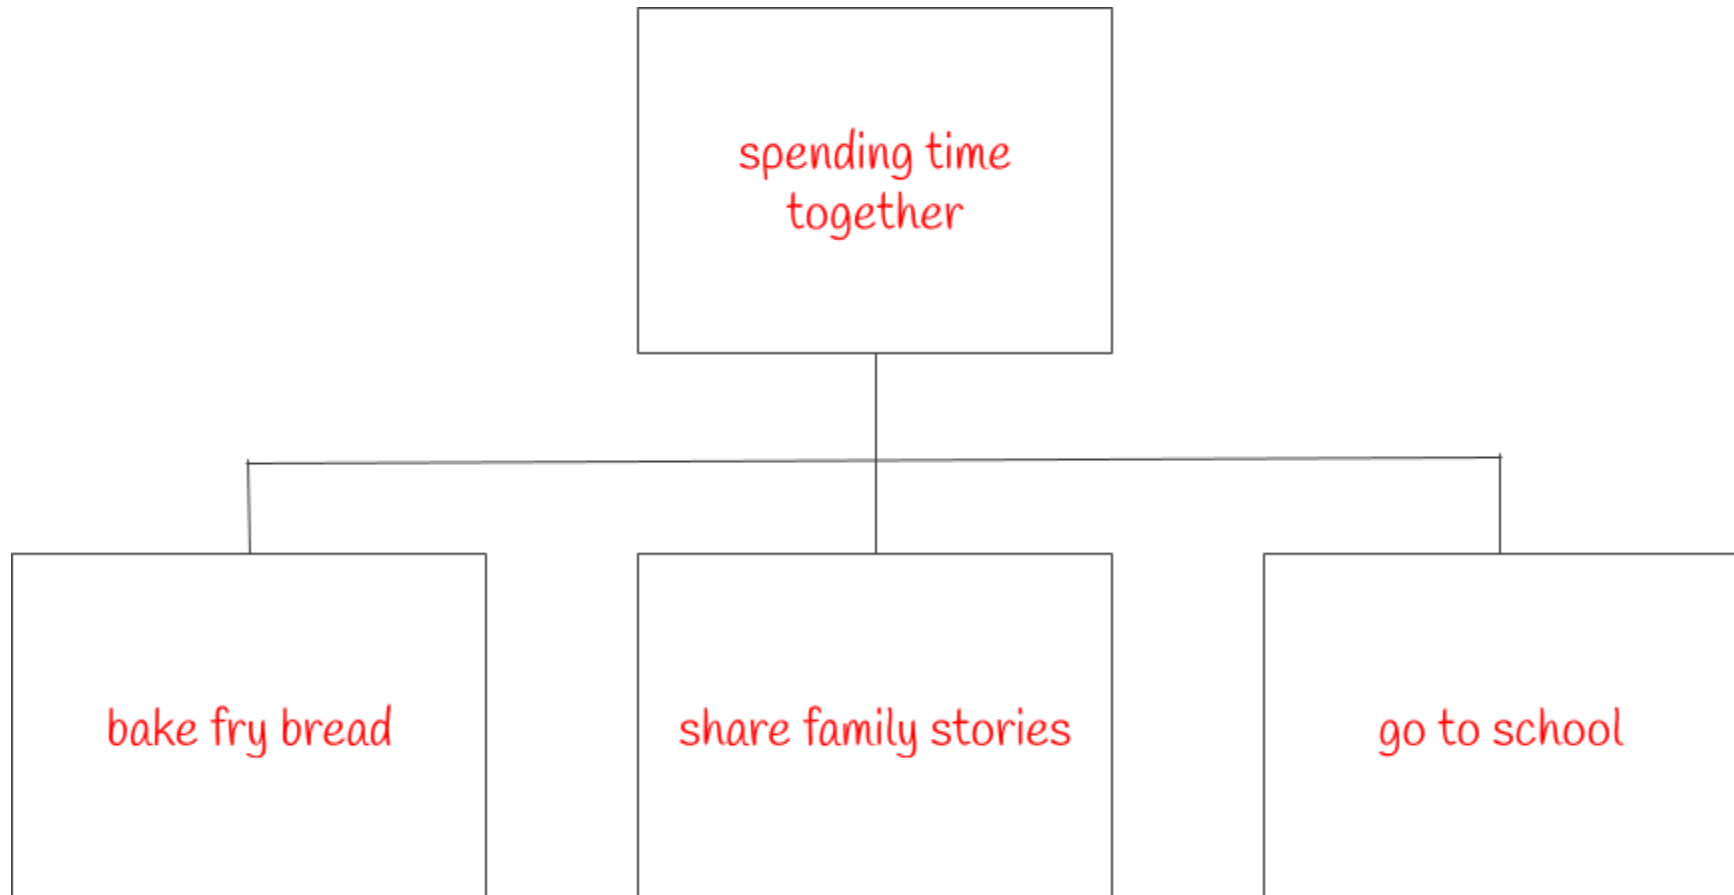 spending time
together
bake fry bread
share family stories
go to school